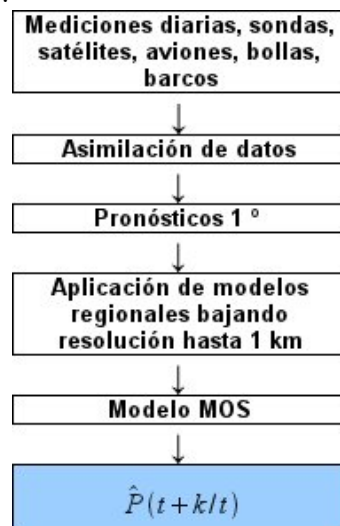 Mediciones diarias, sondas,
satélites, aviones, bollas,
barcos
↓
Asimilación de datos
↓
Pronósticos 1 º
↓
Aplicación de modelos
regionales bajando
resolución hasta 1 km
↓
Modelo MOS
↓
P̂(t+k/t)